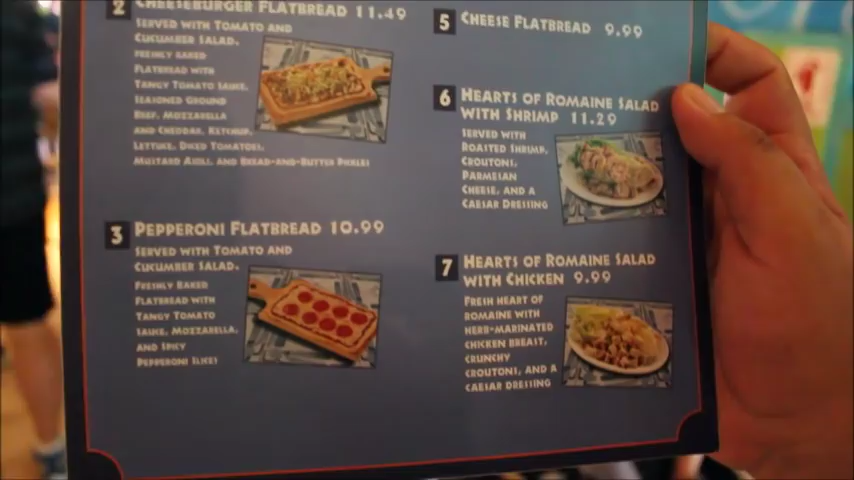 2 CHEESEBURGER FLATBREAD 11.49
SERVED WITH TOMATO AND
CUCUMBER SALAD.
FRESHLY BAKED
FLATBREAD WITH
TANGY TOMATO SAUCE,
SEASONED GROUND
BEEF, MOZZARELLA
AND CHEDDAR, KETCHUP,
LETTUCE, DICED TOMATOES,
MUSTARD AIOLI, AND BREAD-AND-BUTTER PICKLES
3 PEPPERONI FLATBREAD 10.99
SERVED WITH TOMATO AND
CUCUMBER SALAD.
FRESHLY BAKED
FLATBREAD WITH
TANGY TOMATO
SAUCE, MOZZARELLA,
AND SPICY
PEPPERONI SLICES
5 CHEESE FLATBREAD 9.99
6 HEARTS OF ROMAINE SALAD
WITH SHRIMP 11.29
SERVED WITH
ROASTED SHRIMP,
CROUTONS,
PARMESAN
CHEESE, AND A
CAESAR DRESSING
7 HEARTS OF ROMAINE SALAD
WITH CHICKEN 9.99
FRESH HEART OF
ROMAINE WITH
HERB-MARINATED
CHICKEN BREAST,
CRUNCHY
CROUTONS, AND A
CAESAR DRESSING